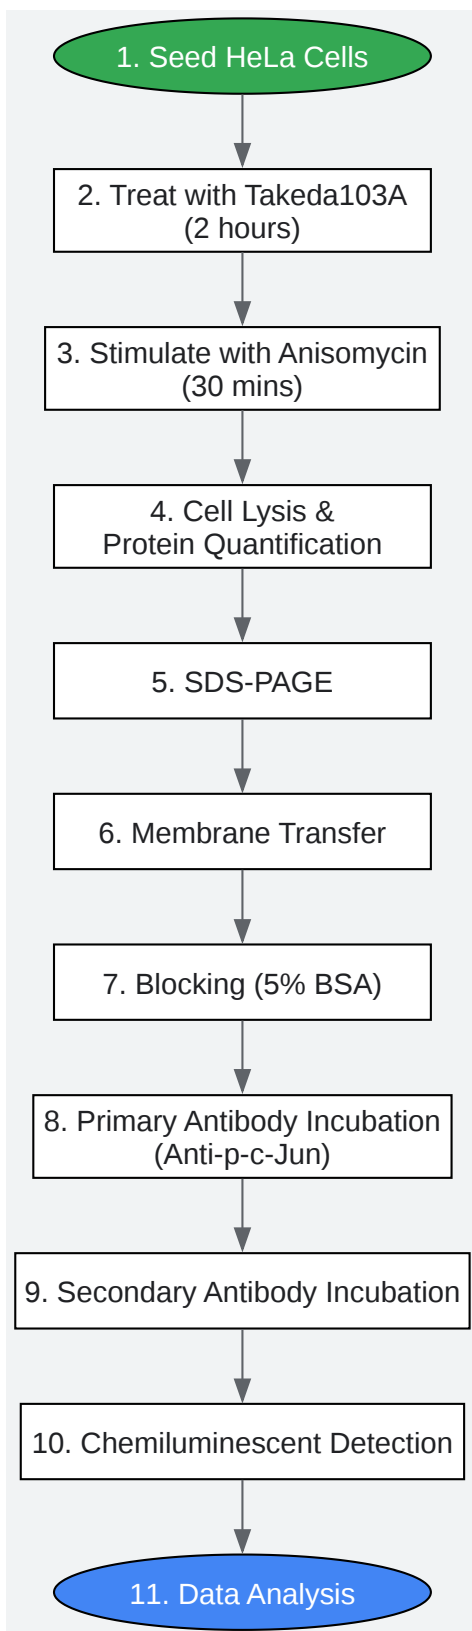 1. Seed HeLa Cells
2. Treat with Takeda103A
(2 hours)
3. Stimulate with Anisomycin
(30 mins)
4. Cell Lysis &
Protein Quantification
5. SDS-PAGE
6. Membrane Transfer
7. Blocking (5% BSA)
8. Primary Antibody Incubation
(Anti-p-c-Jun)
9. Secondary Antibody Incubation
10. Chemiluminescent Detection
11. Data Analysis